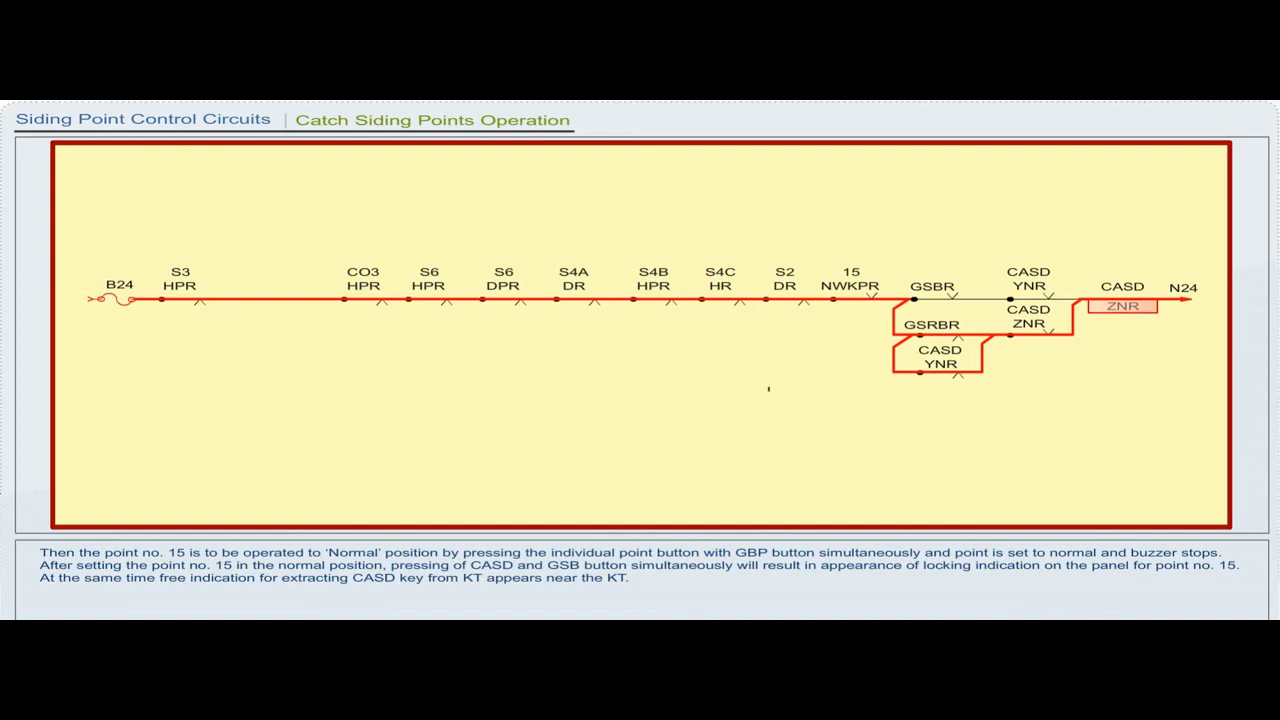 Siding Point Control Circuits | Catch Siding Points Operation
S3 CO3 S6 S6 S4A S4B S4C S2 15 CASD
B24 HPR HPR HPR DPR DR HPR HR DR NWKPR GSBR YNR CASD N24
CASD ZNR
GSRBR ZNR
CASD
YNR
Then the point no. 15 is to be operated to ‘Normal’ position by pressing the individual point button with GBP button simultaneously and point is set to normal and buzzer stops.
After setting the point no. 15 in the normal position, pressing of CASD and GSB button simultaneously will result in appearance of locking indication on the panel for point no. 15.
At the same time free indication for extracting CASD key from KT appears near the KT.